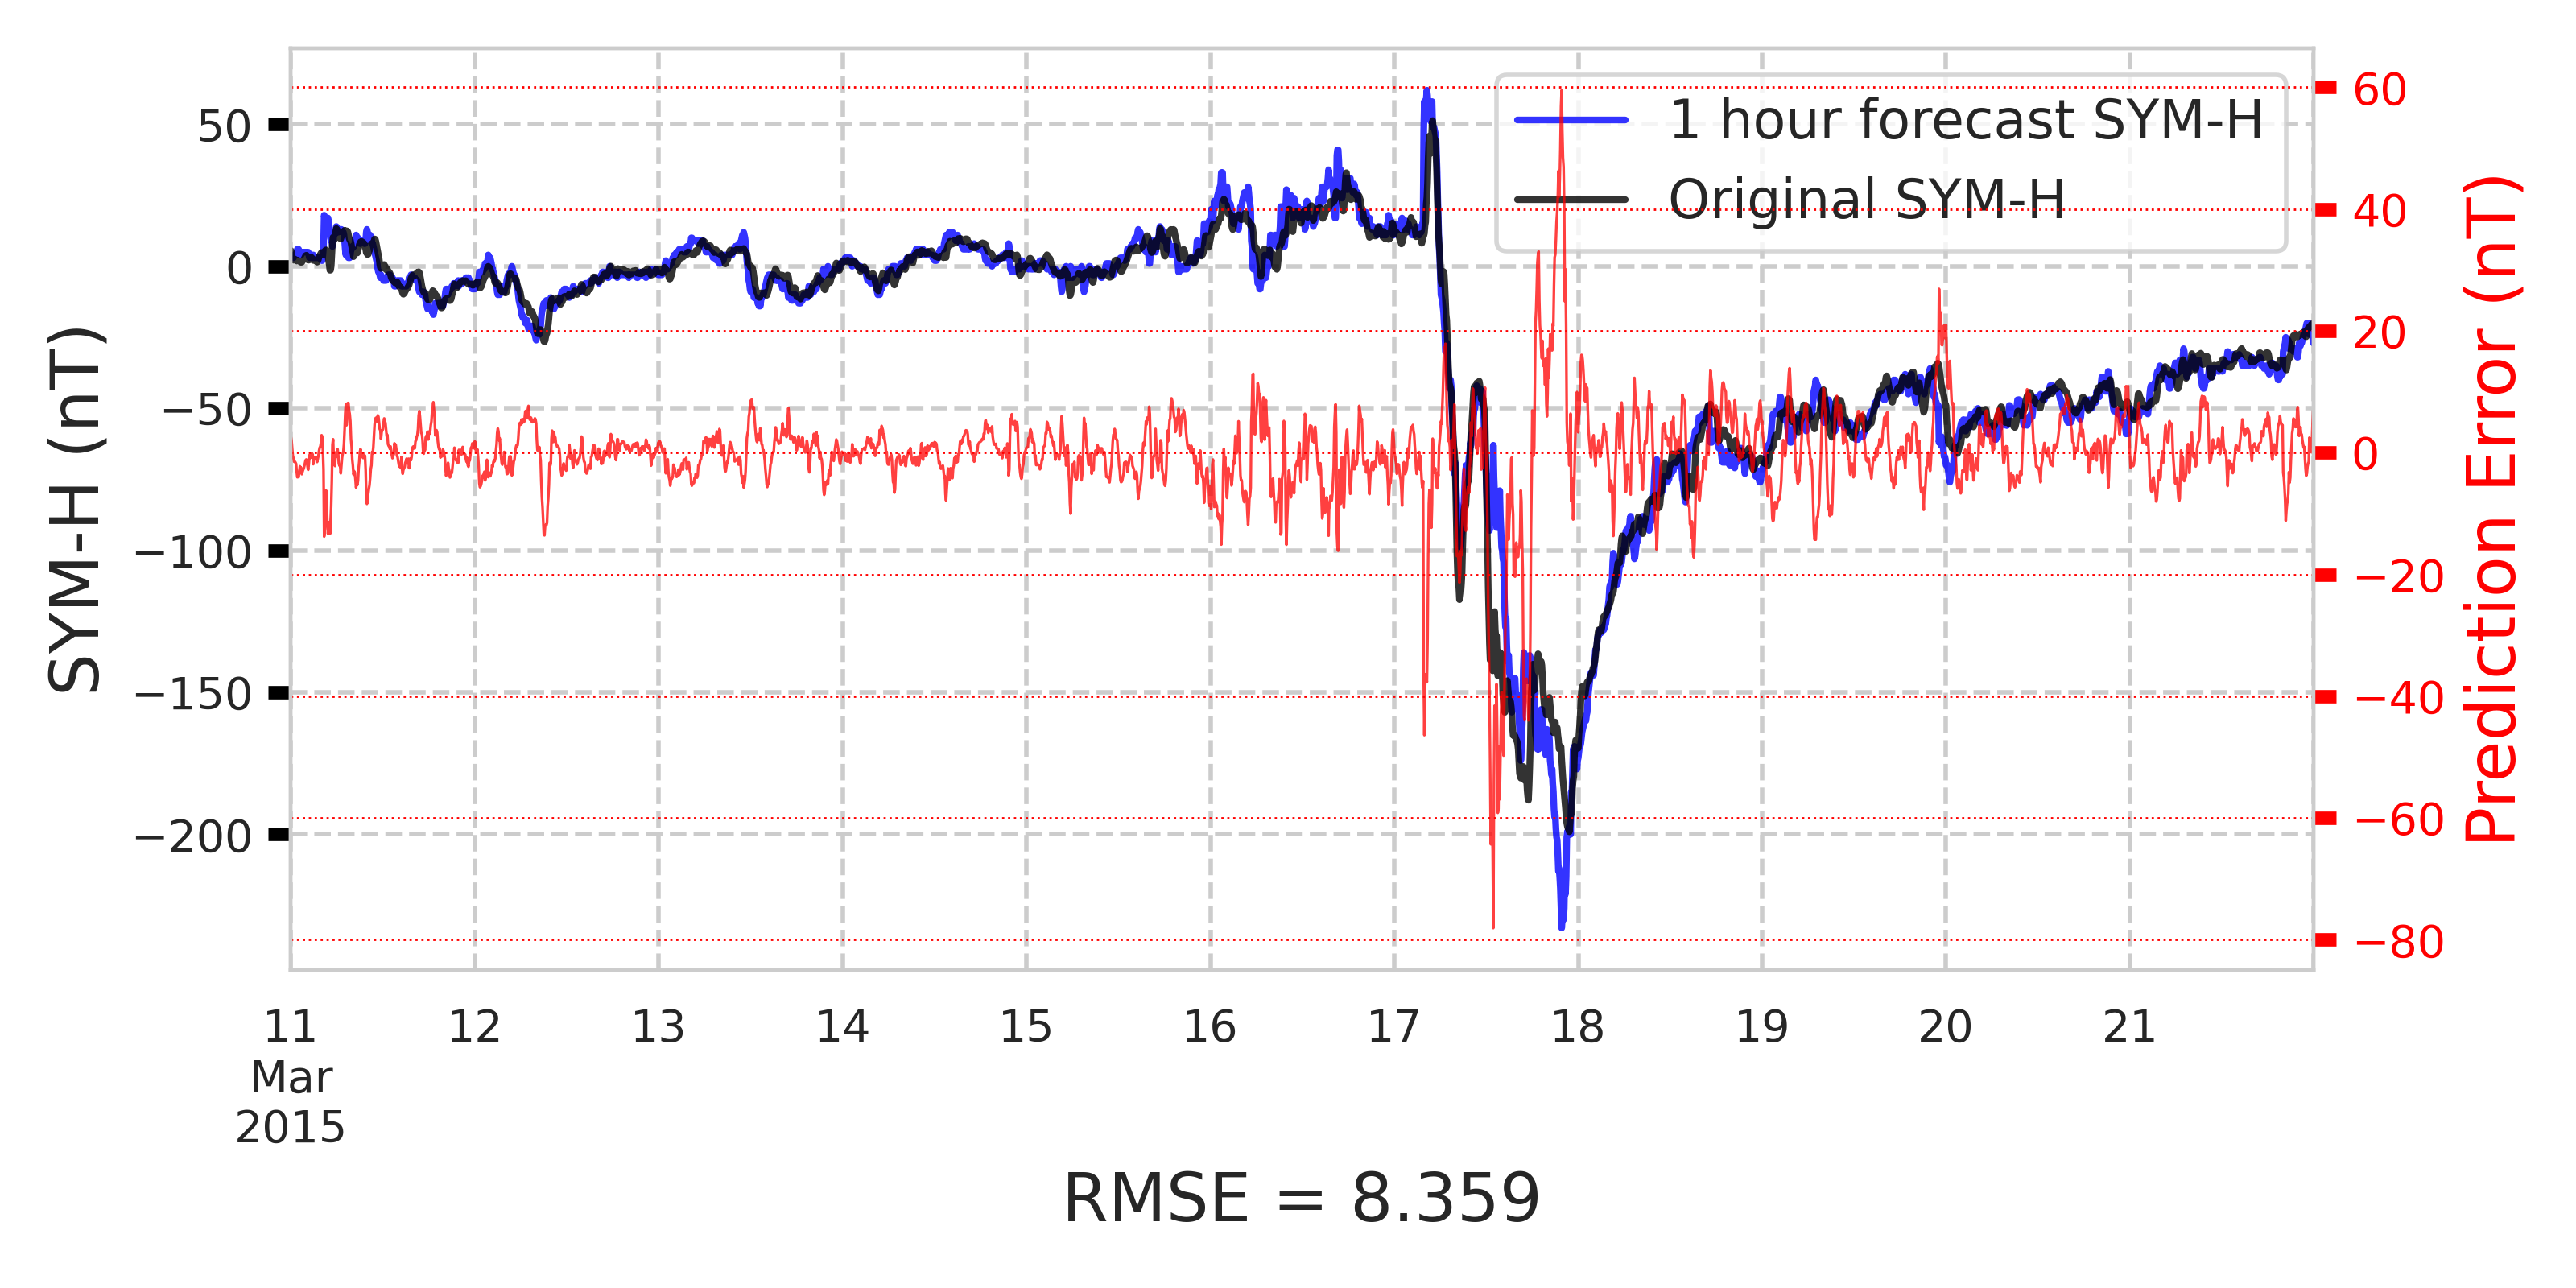 1 hour forecast SYM-H
Original SYM-H
SYM-H (nT)
50
0
−50
−100
−150
−200
60
40
20
0
−20
−40
−60
−80
Prediction Error (nT)
11 12 13 14 15 16 17 18 19 20 21
Mar
2015
RMSE = 8.359